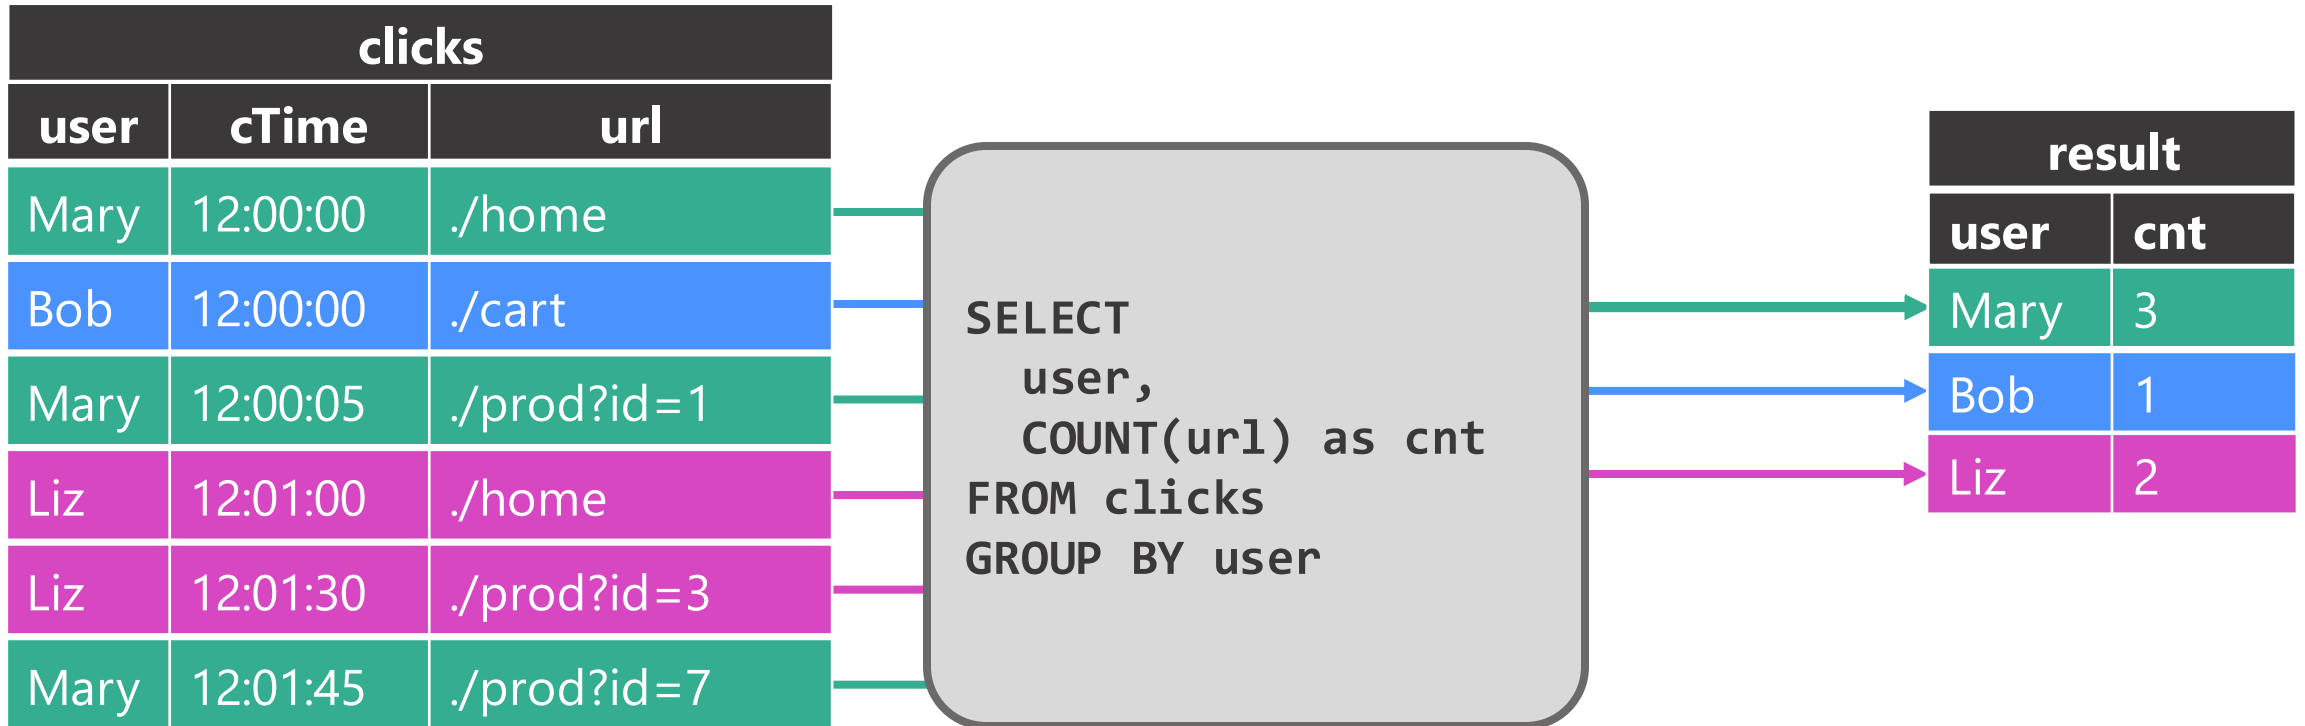 clicks
user cTime url
Mary 12:00:00 ./home
Bob 12:00:00 ./cart
Mary 12:00:05 ./prod?id=1
Liz 12:01:00 ./home
Liz 12:01:30 ./prod?id=3
Mary 12:01:45 ./prod?id=7
SELECT
user,
COUNT(url) as cnt
FROM clicks
GROUP BY user
result
user cnt
Mary 3
Bob 1
Liz 2